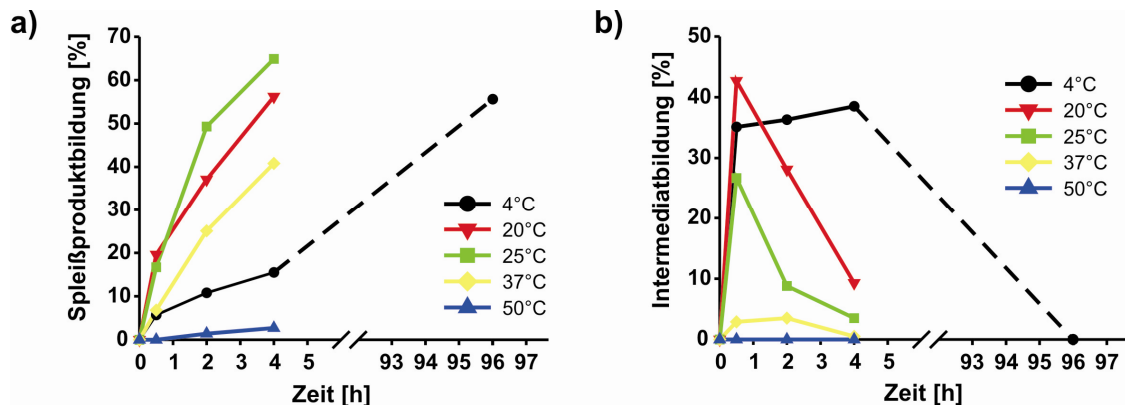 a)
Spleißproduktbildung [%]
70
60
50
40
30
20
10
0
0 1 2 3 4 5 93 94 95 96 97
Zeit [h]
4°C
20°C
25°C
37°C
50°C
b)
Intermediatbildung [%]
50
40
30
20
10
0
0 1 2 3 4 5 93 94 95 96 97
Zeit [h]
4°C
20°C
25°C
37°C
50°C